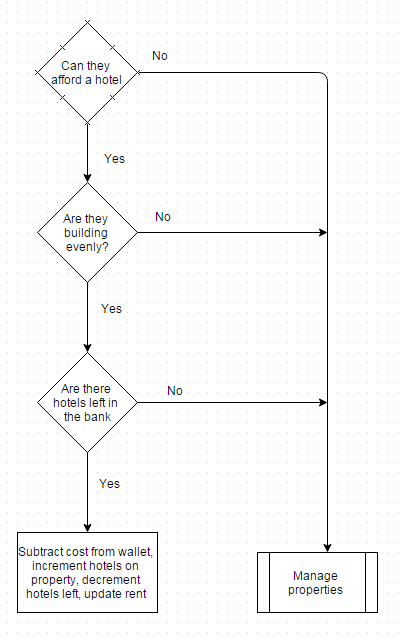 No
Can they
afford a hotel
Yes
No
Are they
building
evenly?
Yes
Are there
hotels left in
the bank
No
Yes
Subtract cost from wallet,
increment hotels on
property, decrement
hotels left, update rent
Manage
properties